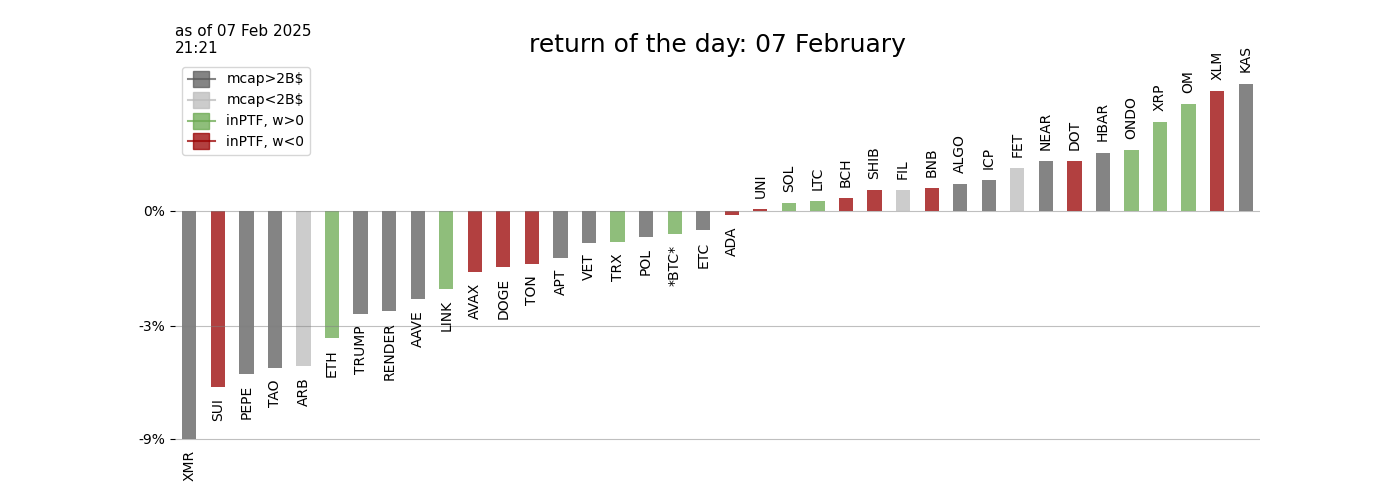 as of 07 Feb 2025
21:21
return of the day: 07 February
mcap>2B$
mcap<2B$
inPTF, w>0
inPTF, w<0
0%
-3%
-9%
XMR
SUI
PEPE
TAO
ARB
ETH
TRUMP
RENDER
AAVE
LINK
AVAX
DOGE
TON
APT
VET
TRX
POL
*BTC*
ETC
ADA
UNI
SOL
LTC
BCH
SHIB
FIL
BNB
ALGO
ICP
FET
NEAR
DOT
HBAR
ONDO
XRP
OM
XLM
KAS